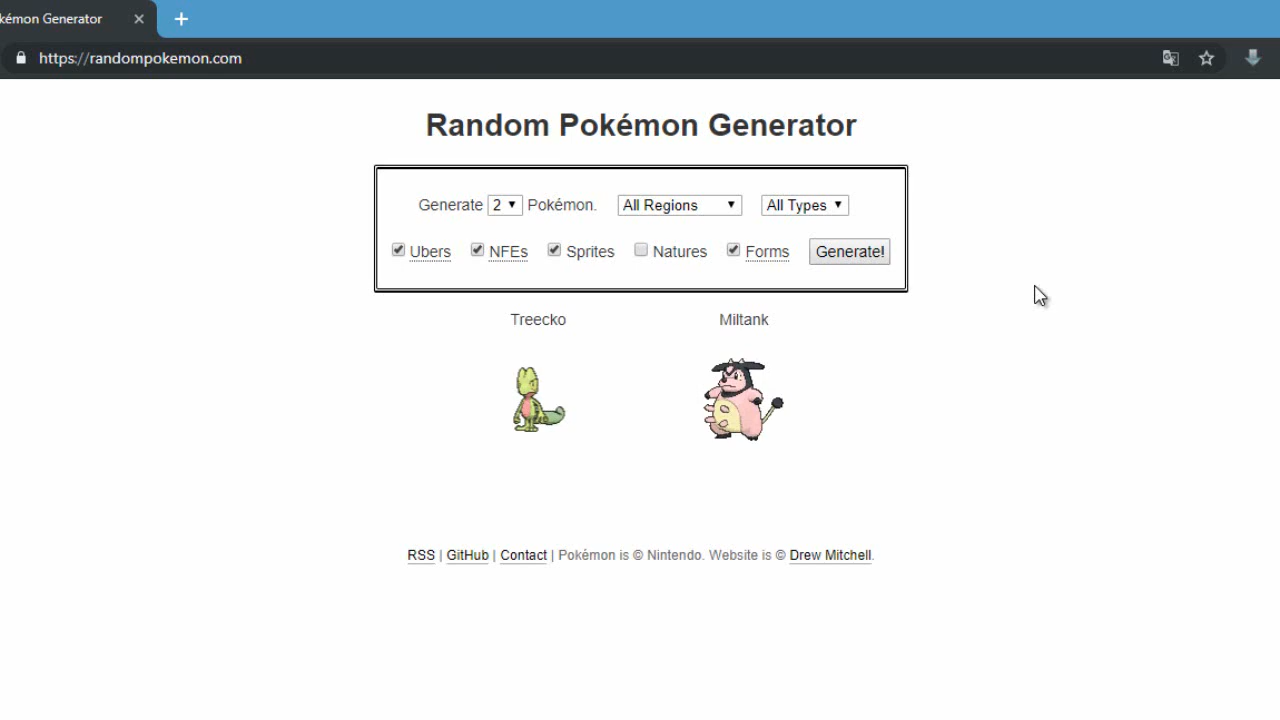 kémon Generator
https://randompokemon.com
Random Pokémon Generator
Generate 2 Pokémon. All Regions All Types
Ubers NFEs Sprites Natures Forms Generate!
Treecko Miltank
RSS | GitHub | Contact | Pokémon is © Nintendo. Website is © Drew Mitchell.